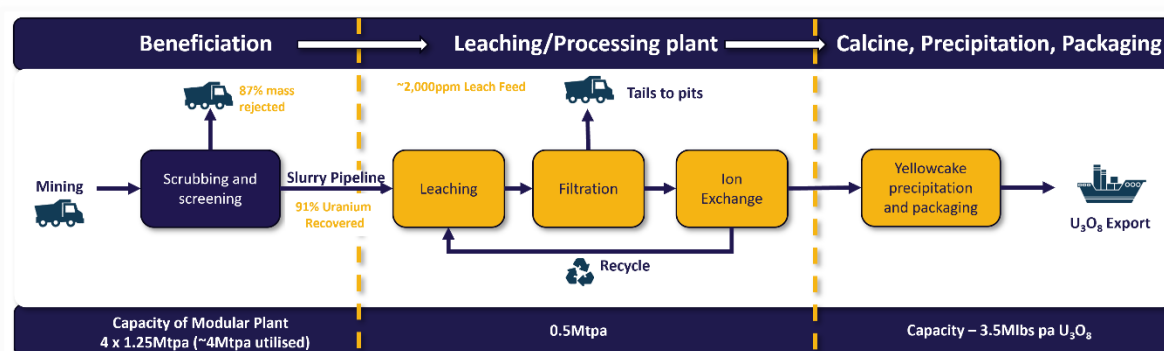 Beneficiation
Leaching/Processing plant
Calcine, Precipitation, Packaging
87% mass
rejected
~2,000ppm Leach Feed
Tails to pits
Mining
Scrubbing and
screening
Slurry Pipeline
91% Uranium
Recovered
Leaching
Filtration
Ion
Exchange
Yellowcake
precipitation
and packaging
U₃O₈ Export
Recycle
Capacity of Modular Plant
4 x 1.25Mtpa (~4Mtpa utilised)
0.5Mtpa
Capacity – 3.5Mlbs pa U₃O₈